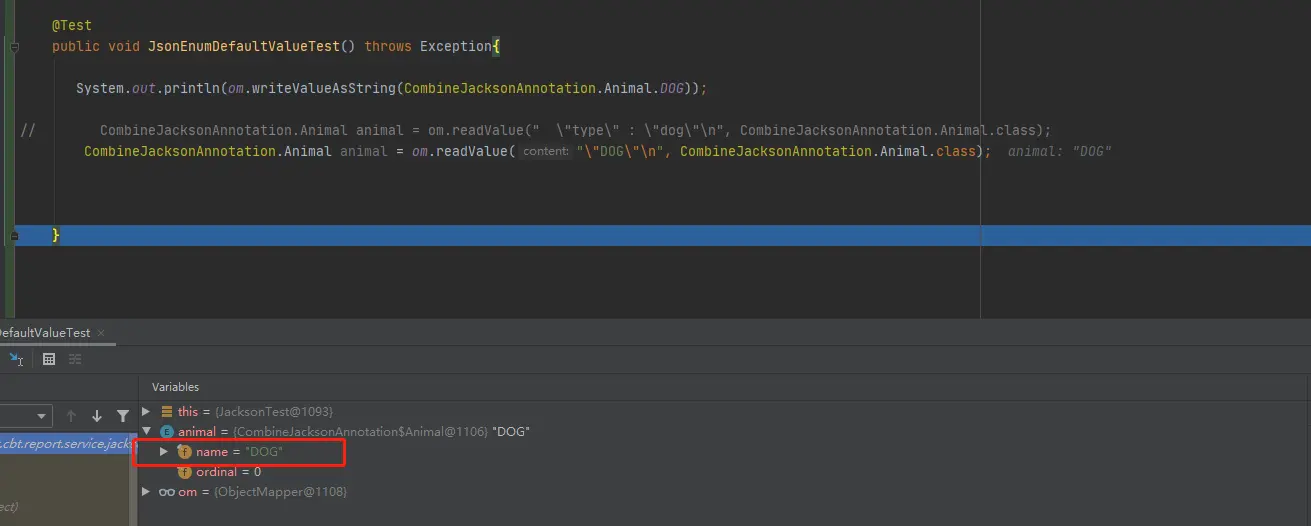 @Test
public void JsonEnumDefaultValueTest() throws Exception{
System.out.println(om.writeValueAsString(CombineJacksonAnnotation.Animal.DOG));
// CombineJacksonAnnotation.Animal animal = om.readValue(" \"type\" : \"dog\"\n", CombineJacksonAnnotation.Animal.class);
CombineJacksonAnnotation.Animal animal = om.readValue( content: "\"DOG\"\n", CombineJacksonAnnotation.Animal.class); animal: "DOG"
}
DefaultValueTest ×
Variables
this = {JacksonTest@1093}
animal = {CombineJacksonAnnotation$Animal@1106} "DOG"
.cbt.report.service.jacks
name = "DOG"
ordinal = 0
om = {ObjectMapper@1108}
ect)